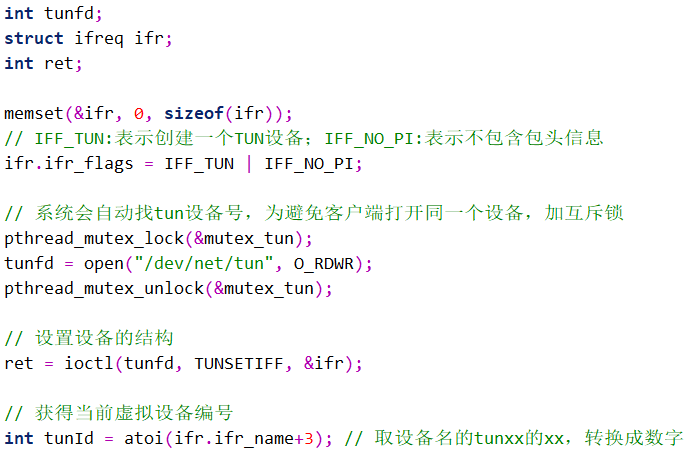 int tunfd;
struct ifreq ifr;
int ret;
memset(&ifr, 0, sizeof(ifr));
// IFF_TUN:表示创建一个TUN设备；IFF_NO_PI:表示不包含包头信息
ifr.ifr_flags = IFF_TUN | IFF_NO_PI;
// 系统会自动找tun设备号，为避免客户端打开同一个设备，加互斥锁
pthread_mutex_lock(&mutex_tun);
tunfd = open("/dev/net/tun", O_RDWR);
pthread_mutex_unlock(&mutex_tun);
// 设置设备的结构
ret = ioctl(tunfd, TUNSETIFF, &ifr);
// 获得当前虚拟设备编号
int tunId = atoi(ifr.ifr_name+3); // 取设备名的tunxx的xx，转换成数字